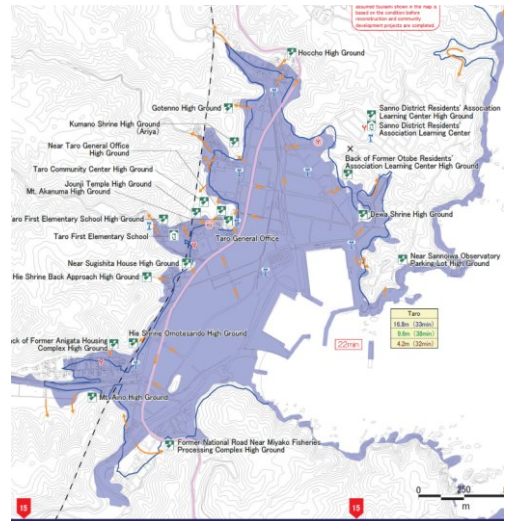 assumed tsunami shown in the map is
based on the condition before
reconstruction and community
development projects are completed.
Hoccho High Ground
Gotenno High Ground
Sanno District Residents' Association
Learning Center High Ground
Sanno District Residents'
Association Learning Center
Kumano Shrine High Ground
(Ariya)
Near Taro General Office
High Ground
Back of Former Otobe Residents'
Association Learning Center High Ground
Taro Community Center High Ground
Jounji Temple High Ground
Mt. Akanuma High Ground
Taro First Elementary School High Ground
Dewa Shrine High Ground
Taro First Elementary School
Taro General Office
Near Sugishita House High Ground
Near Sannoiwa Observatory
Parking Lot High Ground
Hie Shrine Back Approach High Ground
Taro
16.8m (33min)
9.6m (38min)
4.2m (32min)
Hie Shrine Omotesando High Ground
22min
ck of Former Anigata Housing
Complex High Ground
Mt. Aino High Ground
Former National Road Near Miyako Fisheries
Processing Complex High Ground
0 250
m
15
15